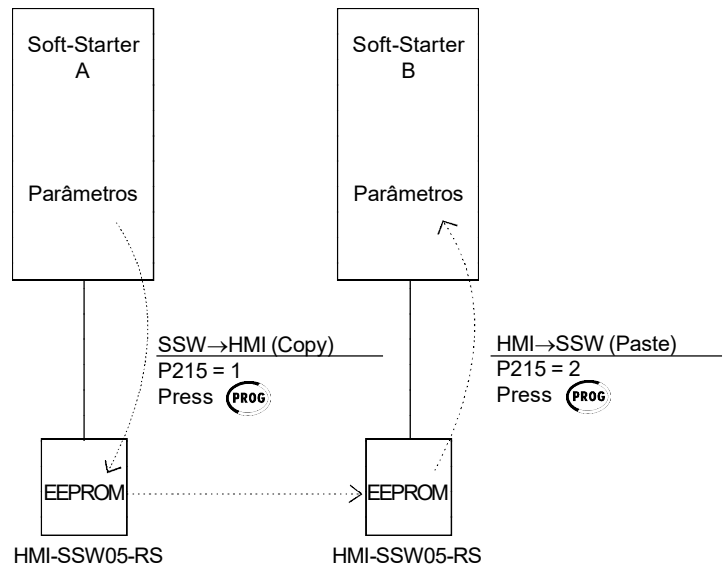 Soft-Starter
A
Parâmetros
SSW→HMI (Copy)
P215 = 1
Press PROG
EEPROM
HMI-SSW05-RS
Soft-Starter
B
Parâmetros
HMI→SSW (Paste)
P215 = 2
Press PROG
EEPROM
HMI-SSW05-RS